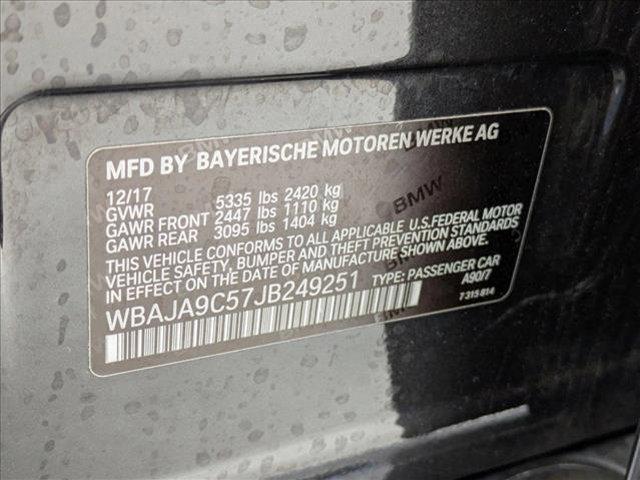 MFD BY BAYERISCHE MOTOREN WERKE AG
12/17
GVWR 5335 lbs 2420 kg
GAWR FRONT 2447 lbs 1110 kg
GAWR REAR 3095 lbs 1404 kg
THIS VEHICLE CONFORMS TO ALL APPLICABLE U.S.FEDERAL MOTOR
VEHICLE SAFETY, BUMPER, AND THEFT PREVENTION STANDARDS
IN EFFECT ON THE DATE OF MANUFACTURE SHOWN ABOVE.
WBAJA9C57JB249251 TYPE: PASSENGER CAR
A90/7
7 315 814
BMW
BMW